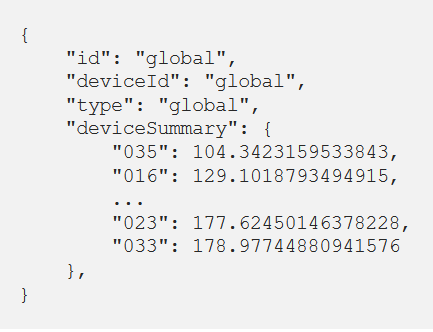 {
"id": "global",
"deviceId": "global",
"type": "global",
"deviceSummary": {
"035": 104.3423159533843,
"016": 129.1018793494915,
...
"023": 177.62450146378228,
"033": 178.97744880941576
},
}